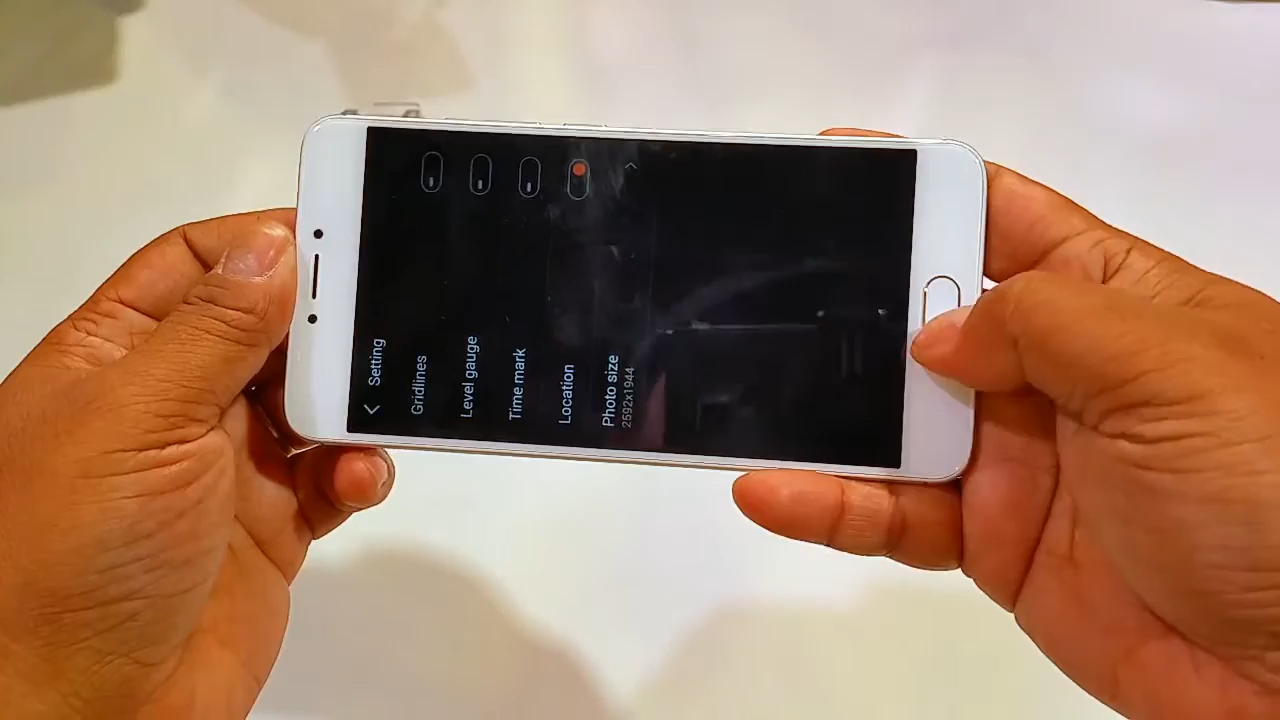 Setting
Gridlines
Level gauge
Time mark
Location
Photo size
2592x1944